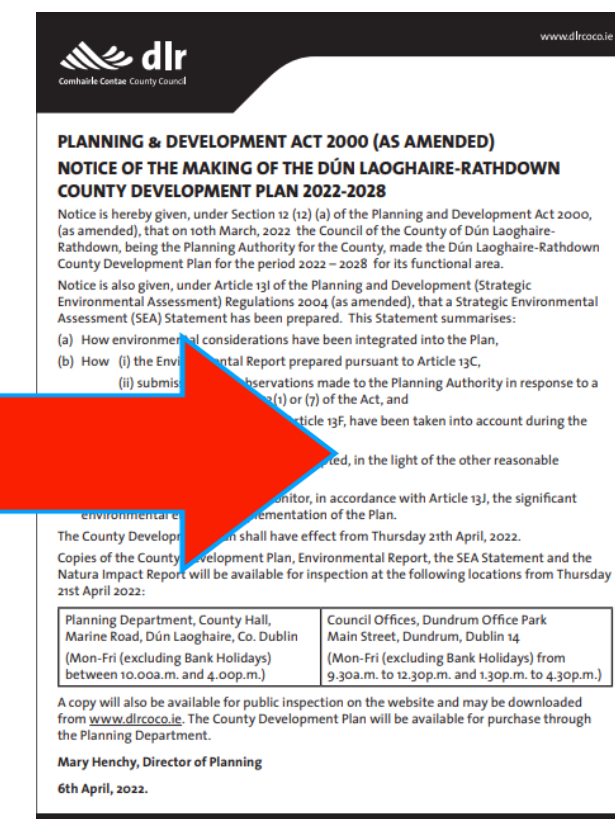 www.dlrcoco.ie
dlr
Comhairle Contae County Council
PLANNING & DEVELOPMENT ACT 2000 (AS AMENDED)
NOTICE OF THE MAKING OF THE DÚN LAOGHAIRE-RATHDOWN
COUNTY DEVELOPMENT PLAN 2022-2028
Notice is hereby given, under Section 12 (12) (a) of the Planning and Development Act 2000,
(as amended), that on 10th March, 2022 the Council of the County of Dún Laoghaire-
Rathdown, being the Planning Authority for the County, made the Dún Laoghaire-Rathdown
County Development Plan for the period 2022 – 2028 for its functional area.
Notice is also given, under Article 13I of the Planning and Development (Strategic
Environmental Assessment) Regulations 2004 (as amended), that a Strategic Environmental
Assessment (SEA) Statement has been prepared. This Statement summarises:
(a) How environmental considerations have been integrated into the Plan,
(b) How (i) the Envi ntal Report prepared pursuant to Article 13C,
(ii) submis bservations made to the Planning Authority in response to a
(1) or (7) of the Act, and
ticle 13F, have been taken into account during the
ted, in the light of the other reasonable
nitor, in accordance with Article 13J, the significant
environmental e plementation of the Plan.
The County Develop n shall have effect from Thursday 21th April, 2022.
Copies of the County Development Plan, Environmental Report, the SEA Statement and the
Natura Impact Report will be available for inspection at the following locations from Thursday
21st April 2022:
Planning Department, County Hall,
Marine Road, Dún Laoghaire, Co. Dublin
(Mon-Fri (excluding Bank Holidays)
between 10.00a.m. and 4.00p.m.)
Council Offices, Dundrum Office Park
Main Street, Dundrum, Dublin 14
(Mon-Fri (excluding Bank Holidays) from
9.30a.m. to 12.30p.m. and 1.30p.m. to 4.30p.m.)
A copy will also be available for public inspection on the website and may be downloaded
from www.dlrcoco.ie. The County Development Plan will be available for purchase through
the Planning Department.
Mary Henchy, Director of Planning
6th April, 2022.